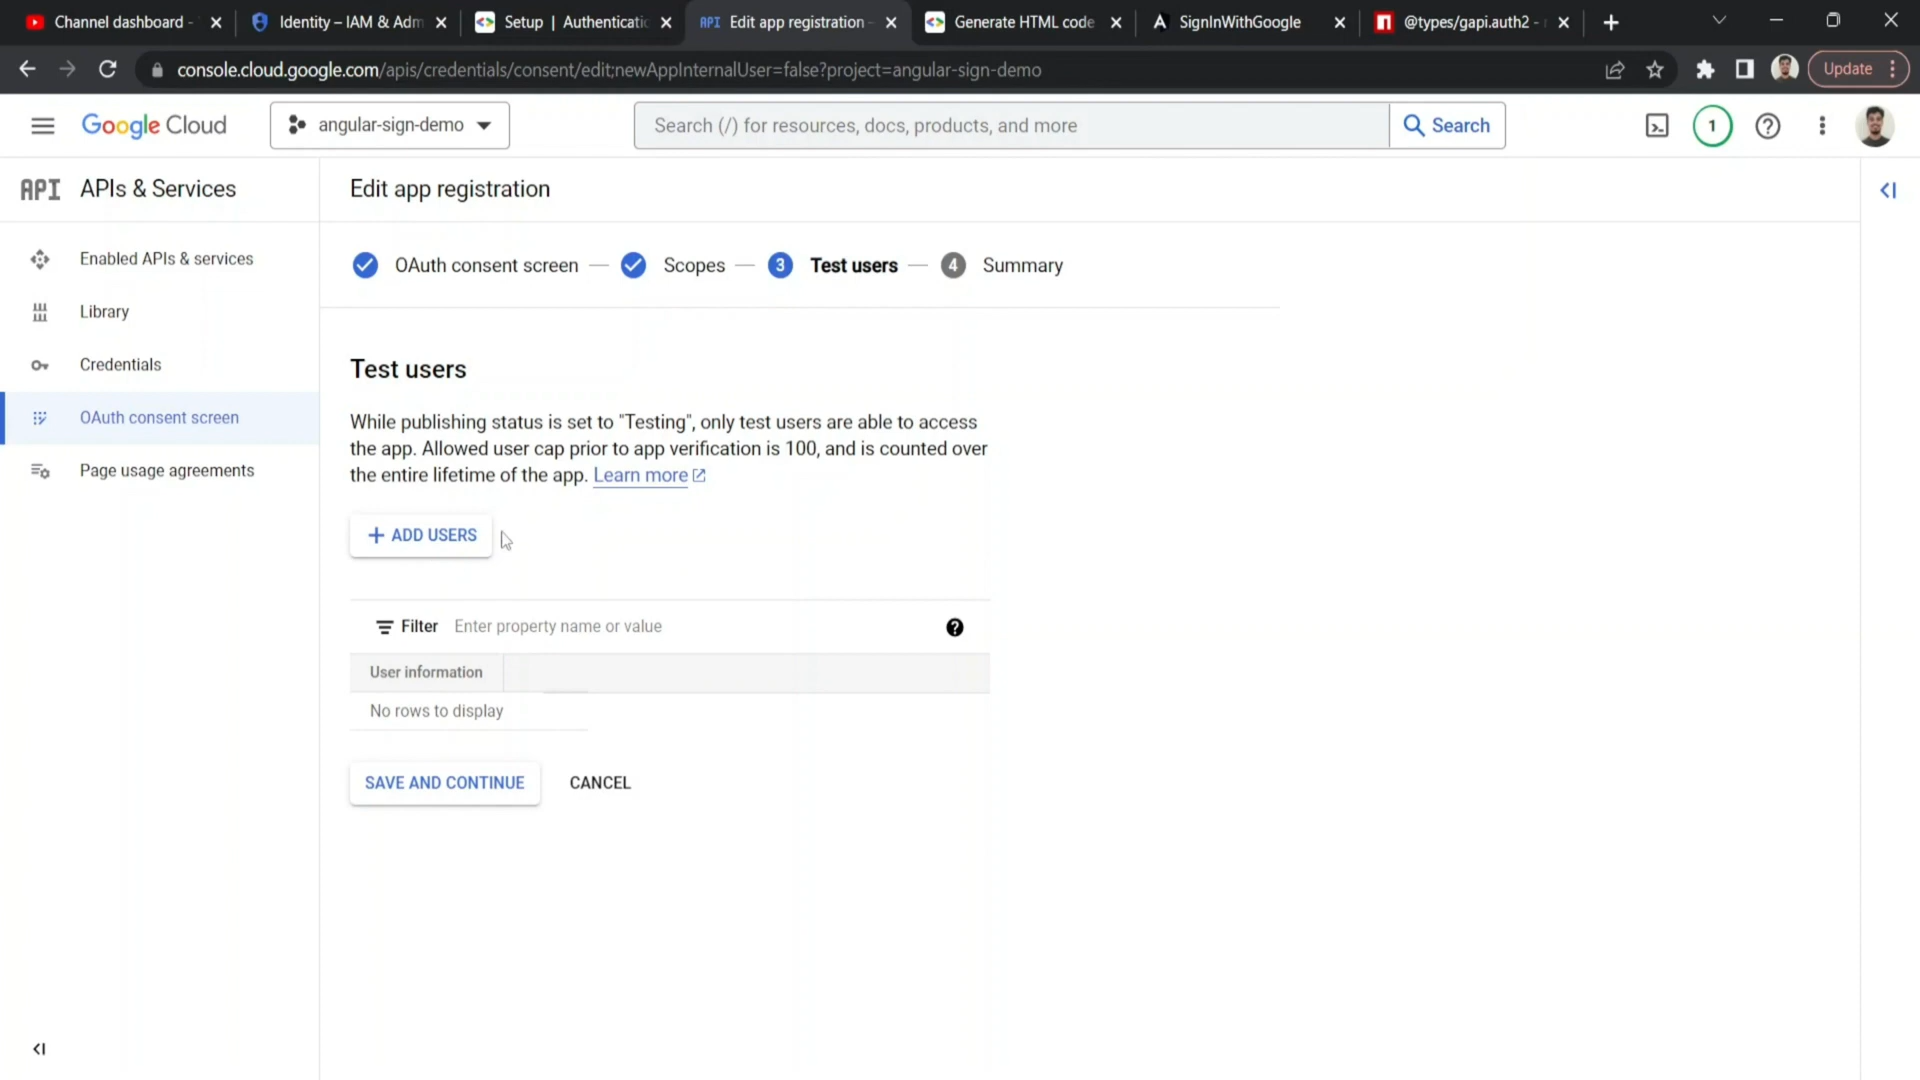 Channel dashboard -
Identity – IAM & Adm
Setup | Authenticatic
API Edit app registration -
Generate HTML code
SignInWithGoogle
@types/gapi.auth2 -
console.cloud.google.com/apis/credentials/consent/edit;newAppInternalUser=false?project=angular-sign-demo
Update
Google Cloud
angular-sign-demo
Search (/) for resources, docs, products, and more
Search
1
API APIs & Services
Edit app registration
Enabled APIs & services
Library
Credentials
OAuth consent screen
Page usage agreements
OAuth consent screen — Scopes — 3 Test users — 4 Summary
Test users
While publishing status is set to "Testing", only test users are able to access
the app. Allowed user cap prior to app verification is 100, and is counted over
the entire lifetime of the app. Learn more
+ ADD USERS
Filter Enter property name or value
User information
No rows to display
SAVE AND CONTINUE
CANCEL